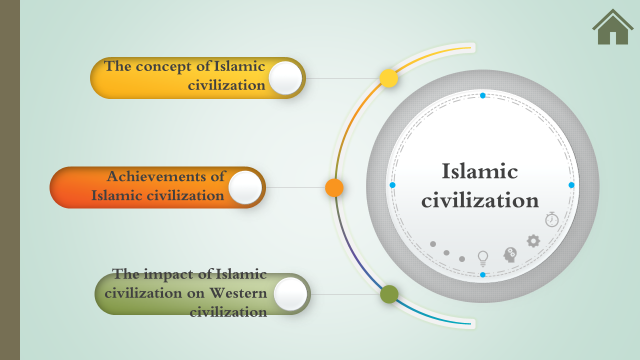 The concept of Islamic
civilization
Achievements of
Islamic civilization
The impact of Islamic
civilization on Western
civilization
Islamic
civilization